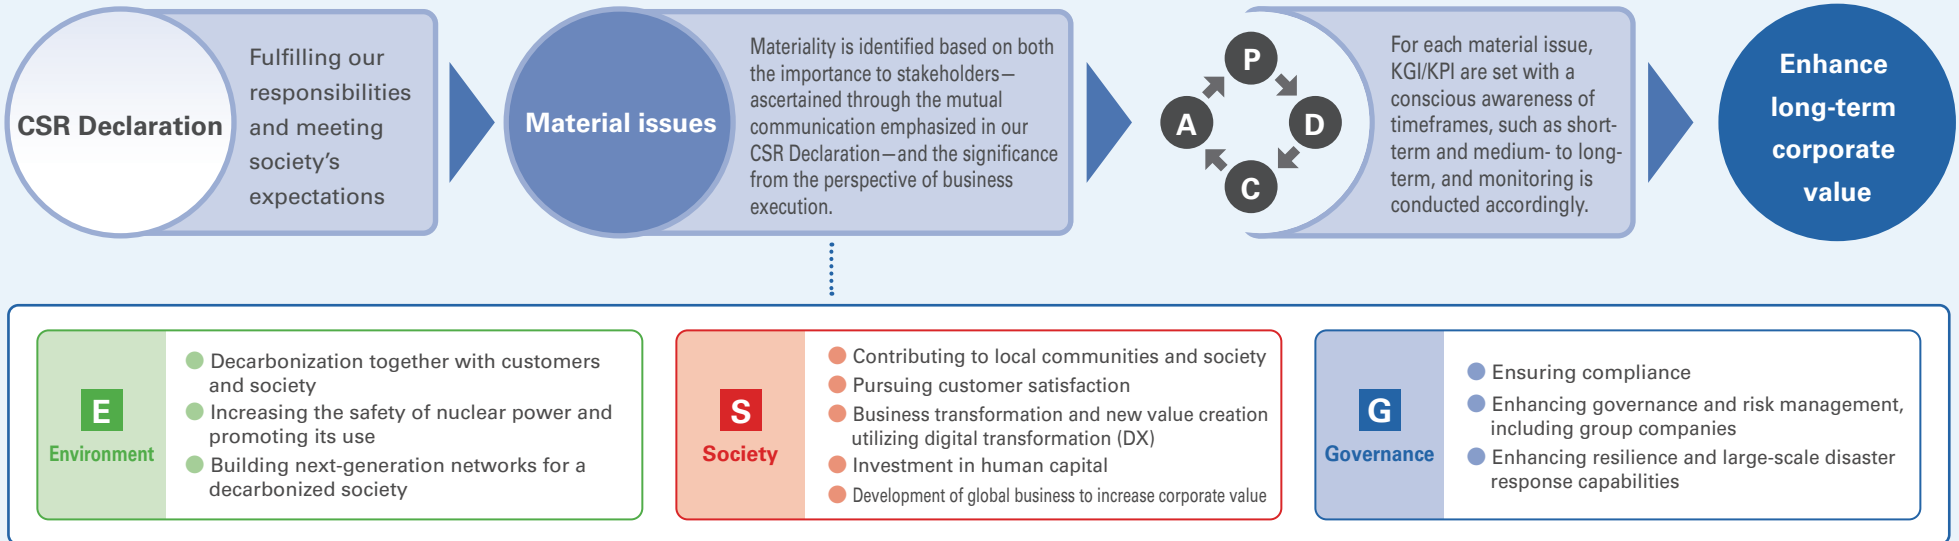 CSR Declaration
Fulfilling our
responsibilities
and meeting
society’s
expectations
Material issues
Materiality is identified based on both
the importance to stakeholders—
ascertained through the mutual
communication emphasized in our
CSR Declaration—and the significance
from the perspective of business
execution.
P
D
C
A
For each material issue,
KGI/KPI are set with a
conscious awareness of
timeframes, such as short-
term and medium- to long-
term, and monitoring is
conducted accordingly.
Enhance
long-term
corporate
value
E
Environment
Decarbonization together with customers
and society
Increasing the safety of nuclear power and
promoting its use
Building next-generation networks for a
decarbonized society
S
Society
Contributing to local communities and society
Pursuing customer satisfaction
Business transformation and new value creation
utilizing digital transformation (DX)
Investment in human capital
Development of global business to increase corporate value
G
Governance
Ensuring compliance
Enhancing governance and risk management,
including group companies
Enhancing resilience and large-scale disaster
response capabilities